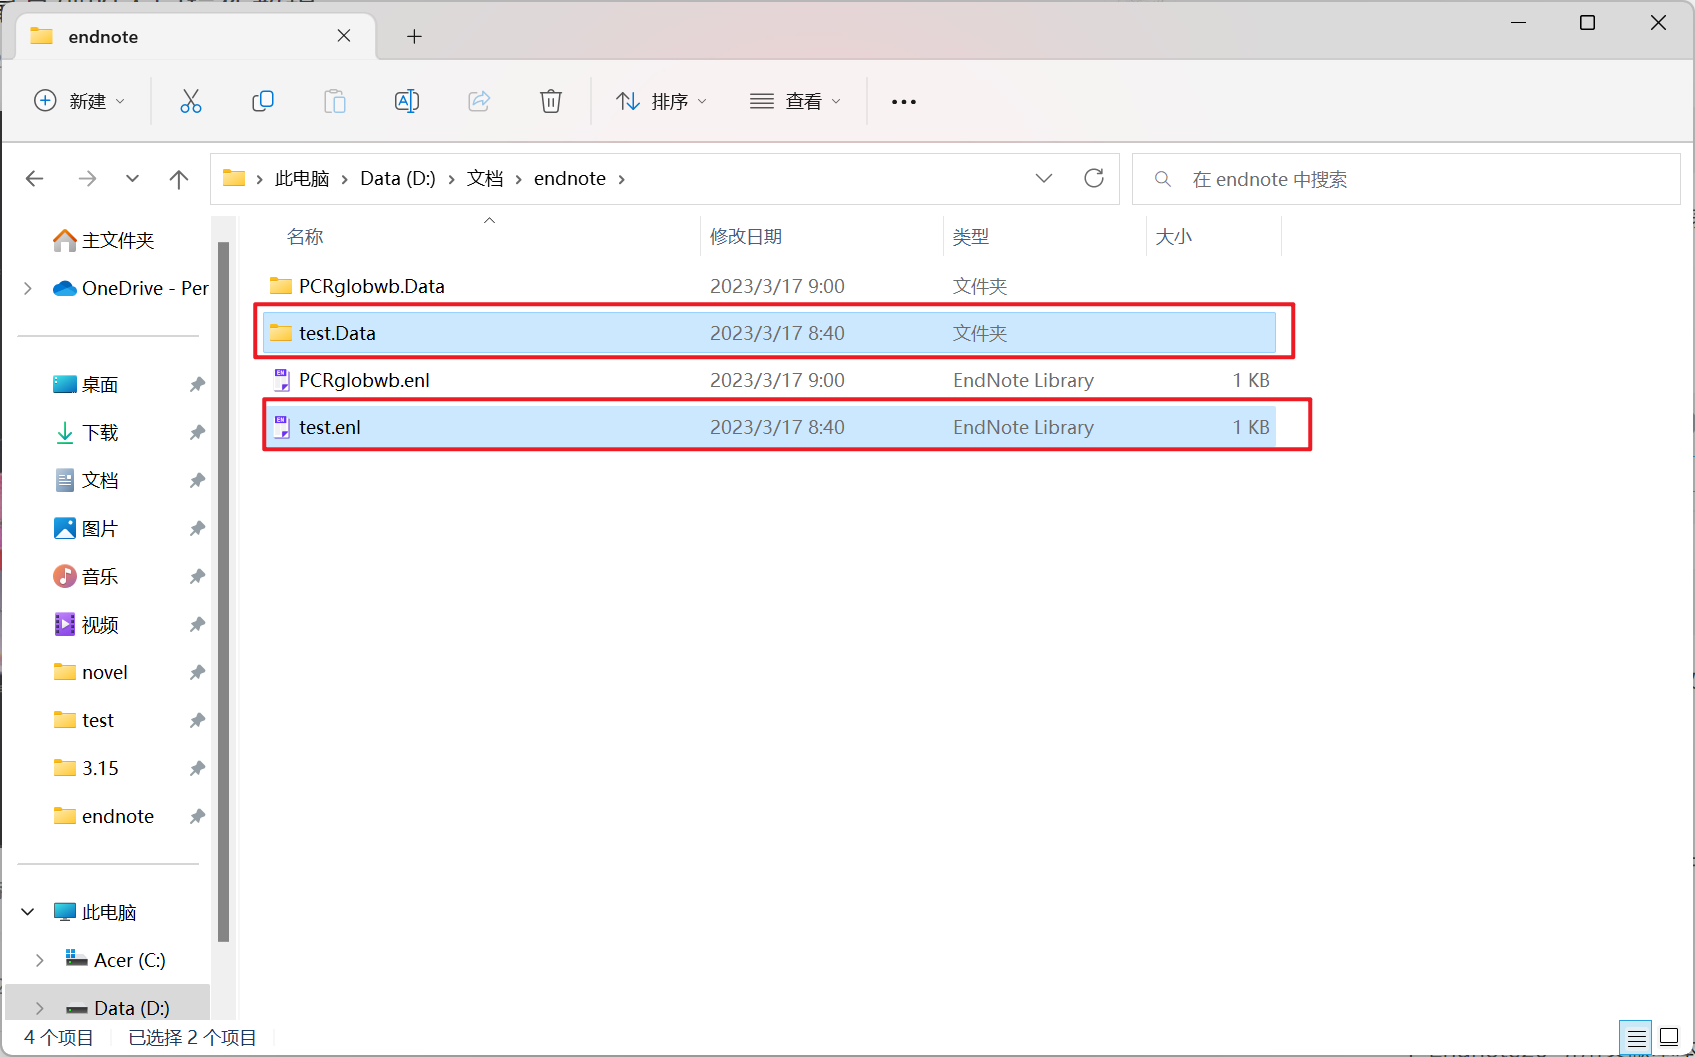 endnote
新建
排序
查看
此电脑
Data (D:)
文档
endnote
在 endnote 中搜索
名称
修改日期
类型
大小
PCRglobwb.Data
2023/3/17 9:00
文件夹
test.Data
2023/3/17 8:40
文件夹
PCRglobwb.enl
2023/3/17 9:00
EndNote Library
1 KB
test.enl
2023/3/17 8:40
EndNote Library
1 KB
主文件夹
OneDrive - Per
桌面
下载
文档
图片
音乐
视频
novel
test
3.15
endnote
此电脑
Acer (C:)
Data (D:)
4 个项目
已选择 2 个项目